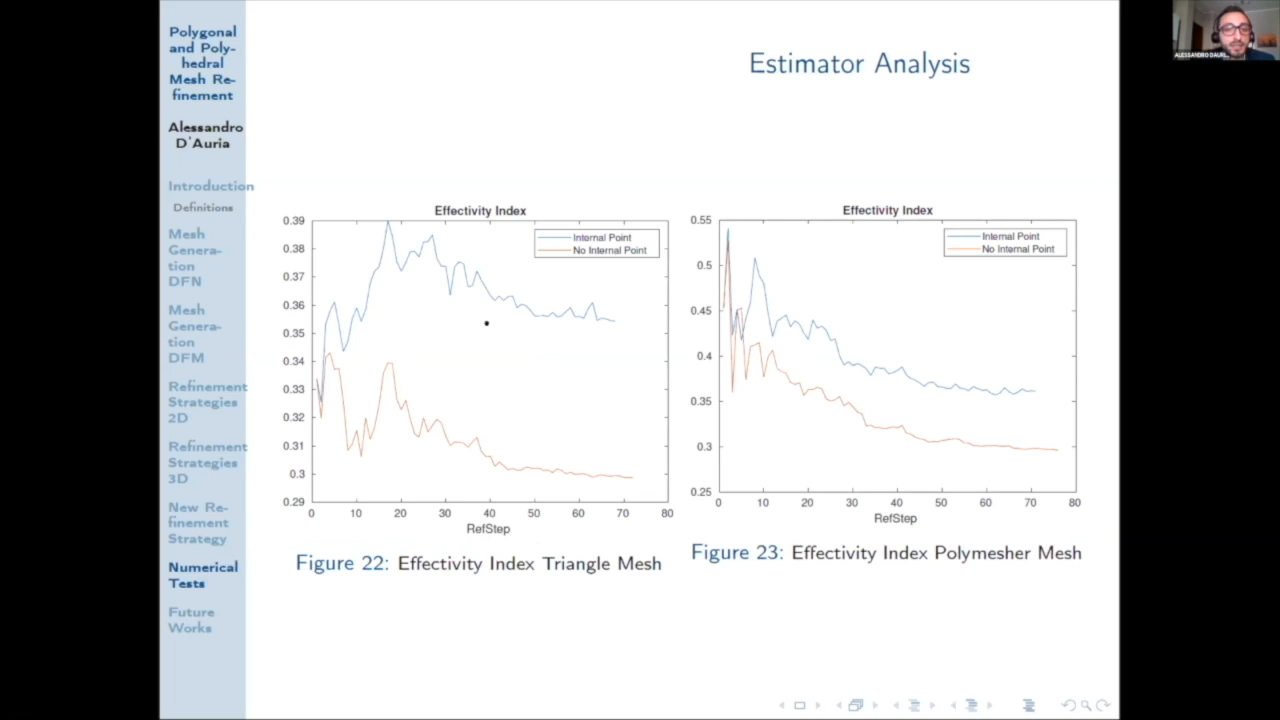 Polygonal
and Poly-
hedral
Mesh Re-
finement
Alessandro
D'Auria
Introduction
Definitions
Mesh
Genera-
tion
DFN
Mesh
Genera-
tion
DFM
Refinement
Strategies
2D
Refinement
Strategies
3D
New Re-
finement
Strategy
Numerical
Tests
Future
Works
Estimator Analysis
Effectivity Index
Internal Point
No Internal Point
0.39
0.38
0.37
0.36
0.35
0.34
0.33
0.32
0.31
0.3
0.29
0 10 20 30 40 50 60 70 80
RefStep
Figure 22: Effectivity Index Triangle Mesh
Effectivity Index
Internal Point
No Internal Point
0.55
0.5
0.45
0.4
0.35
0.3
0.25
0 10 20 30 40 50 60 70 80
RefStep
Figure 23: Effectivity Index Polymesher Mesh